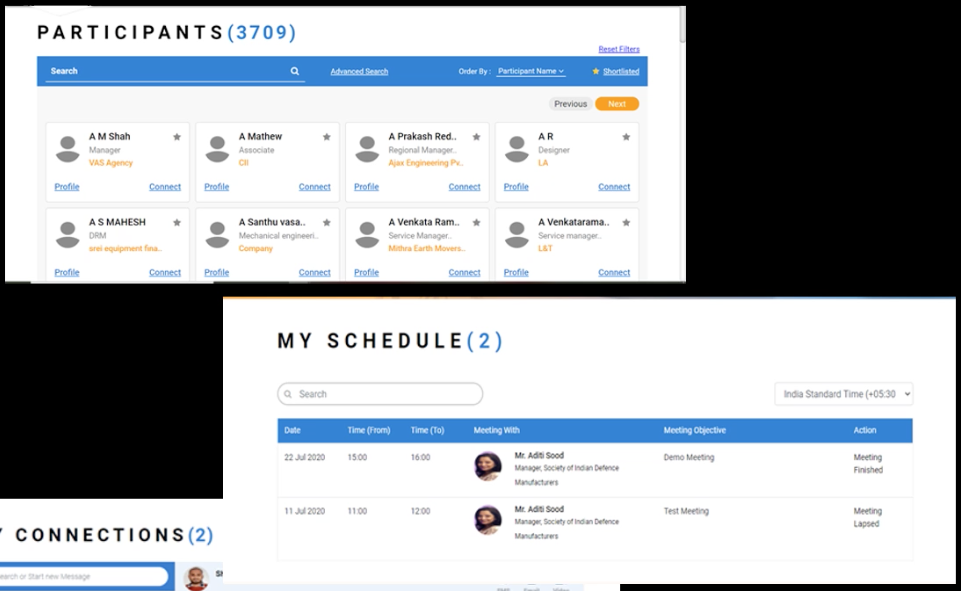 PARTICIPANTS(3709)
Reset Filters
Search Advanced Search Order By : Participant Name Shortlisted
Previous Next
A M Shah A Mathew A Prakash Red.. A R
Manager Associate Regional Manager.. Designer
VAS Agency CII Ajax Engineering Pv.. LA
Profile Connect Profile Connect Profile Connect Profile Connect
A S MAHESH A Santhu vasa.. A Venkata Ram.. A Venkatarama..
DRM Mechanical engineeri.. Service Manager.. Service manager..
srei equipment fina.. Company Mithra Earth Movers.. L&T
Profile Connect Profile Connect Profile Connect Profile Connect
MY SCHEDULE(2)
Search India Standard Time (+05:30
Date Time (From) Time (To) Meeting With Meeting Objective Action
22 Jul 2020 15:00 16:00 Mr. Aditi Sood Demo Meeting Meeting
Manager, Society of Indian Defence Finished
Manufacturers
11 Jul 2020 11:00 12:00 Mr. Aditi Sood Test Meeting Meeting
Manager, Society of Indian Defence Lapsed
Manufacturers
CONNECTIONS(2)
earch or Start new Message